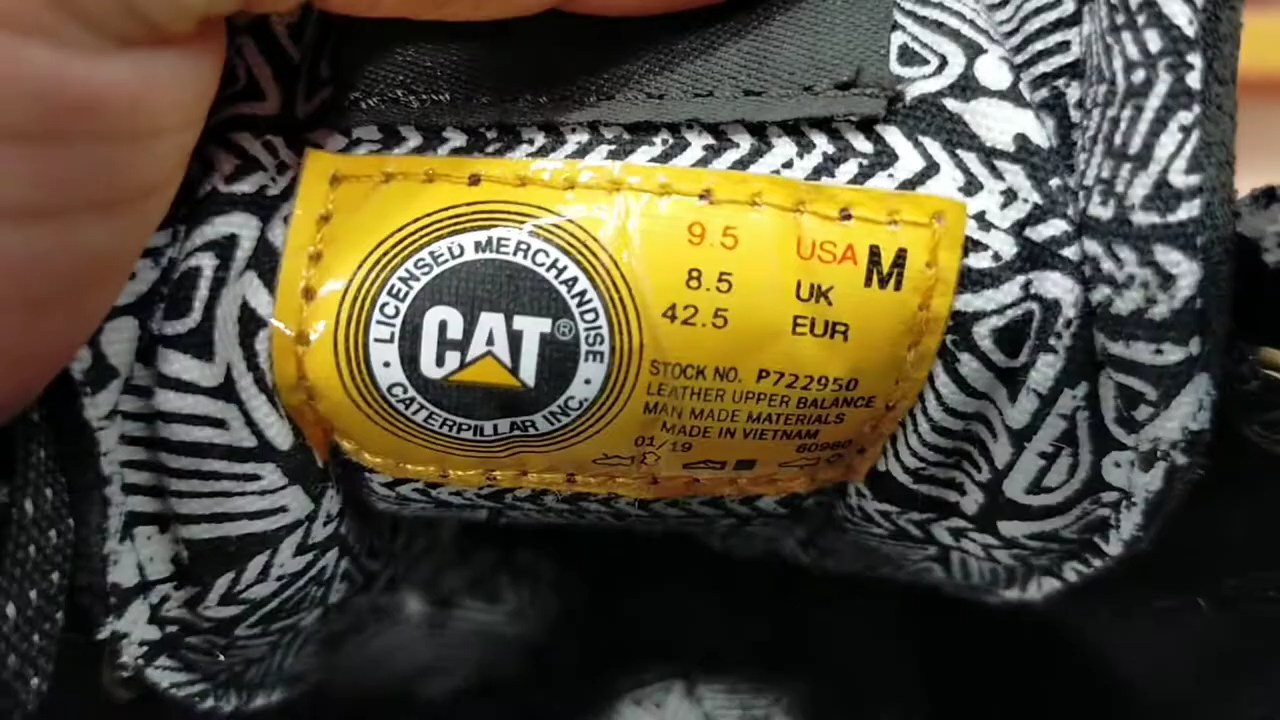 LICENSED MERCHANDISE
CAT®
CATERPILLAR INC.
9.5 USA M
8.5 UK
42.5 EUR
STOCK NO. P722950
LEATHER UPPER BALANCE
MAN MADE MATERIALS
MADE IN VIETNAM
01/19 60980